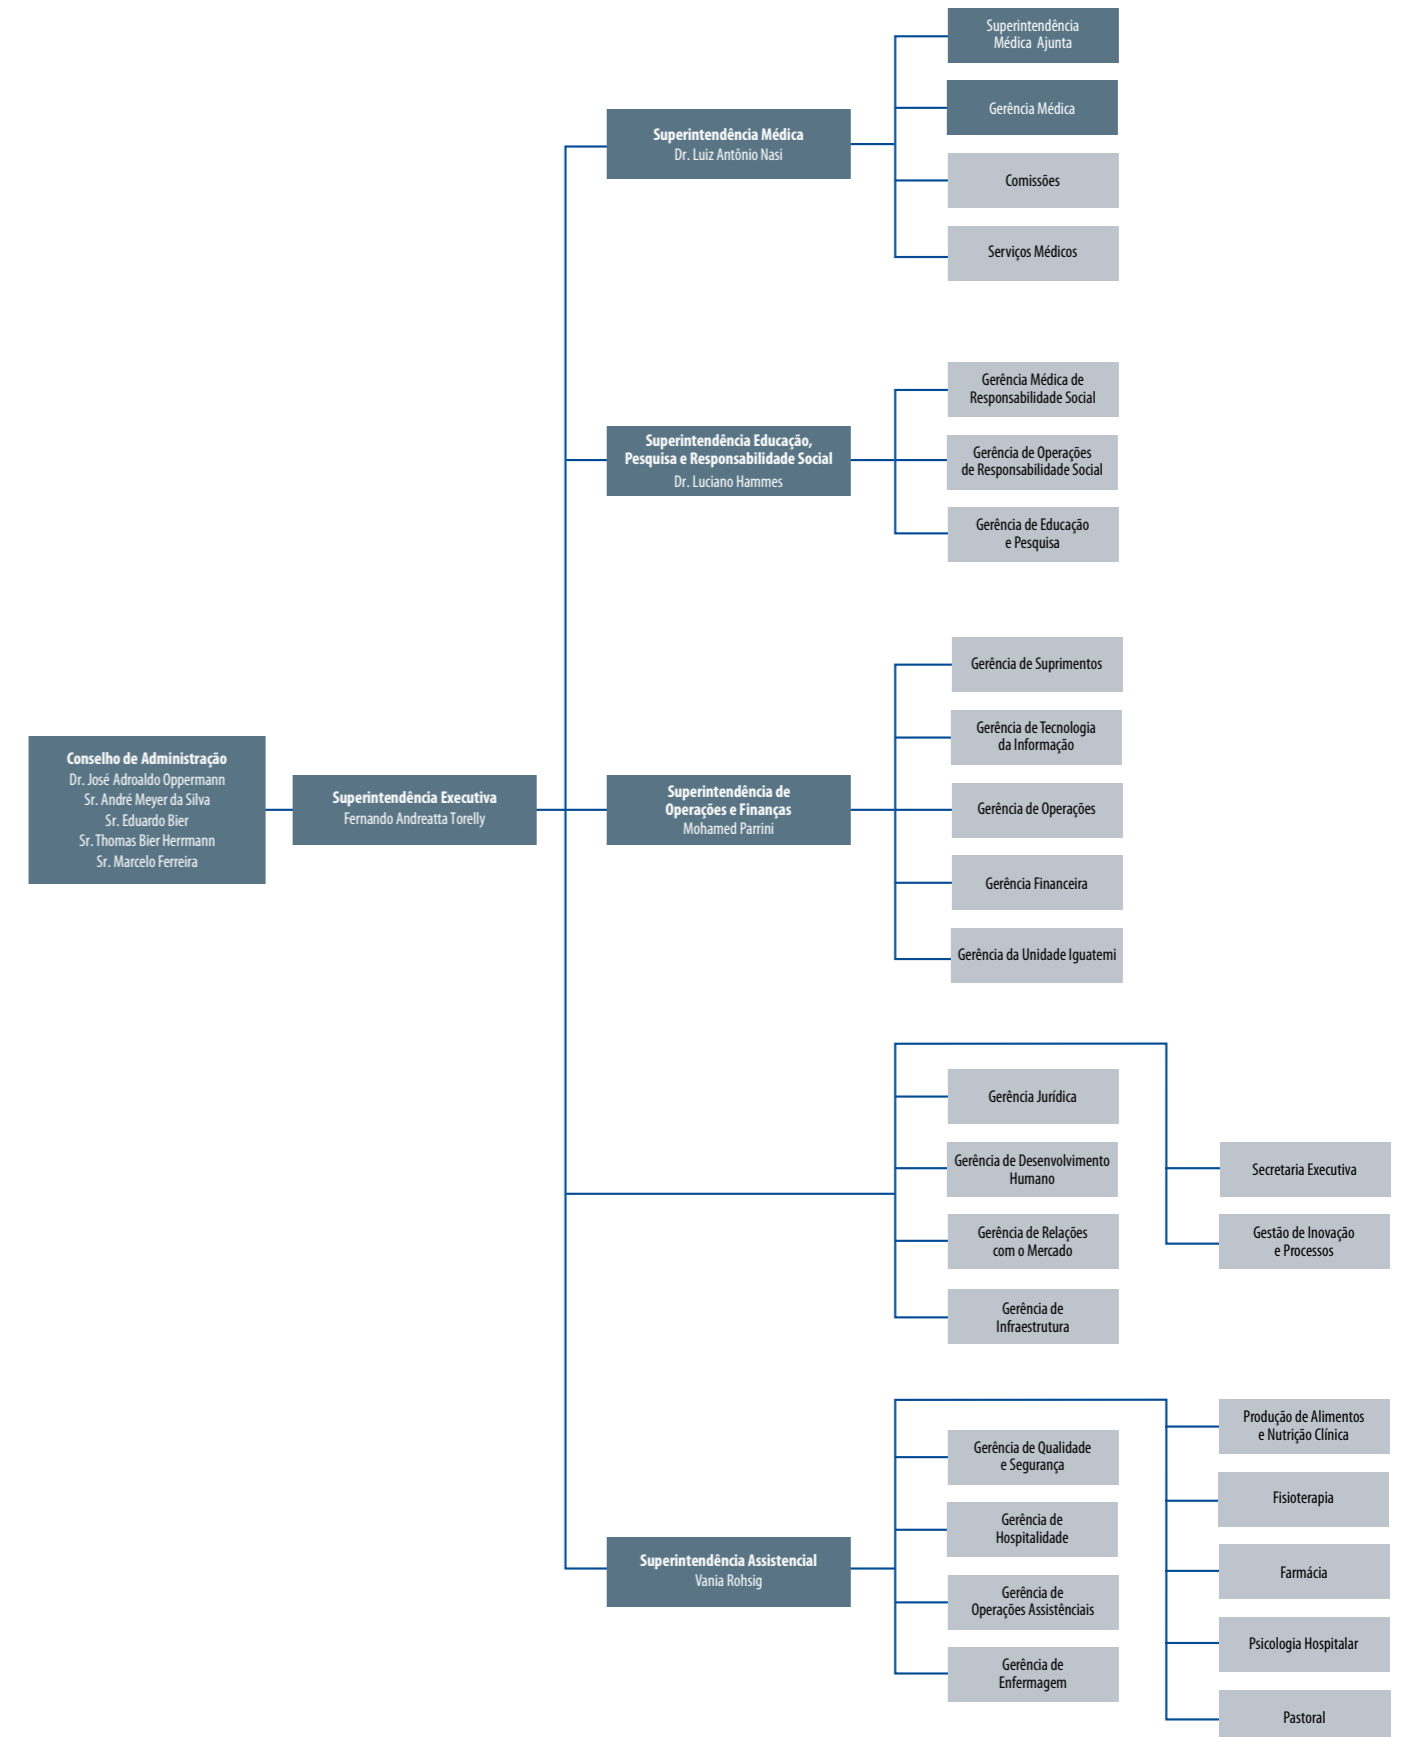 Conselho de Administração
Dr. José Adroaldo Oppermann
Sr. André Meyer da Silva
Sr. Eduardo Bier
Sr. Thomas Bier Herrmann
Sr. Marcelo Ferreira
Superintendência Executiva
Fernando Andreatta Torelly
Superintendência Médica
Dr. Luiz Antônio Nasi
Superintendência
Médica Ajunta
Gerência Médica
Comissões
Serviços Médicos
Superintendência Educação,
Pesquisa e Responsabilidade Social
Dr. Luciano Hammes
Gerência Médica de
Responsabilidade Social
Gerência de Operações
de Responsabilidade Social
Gerência de Educação
e Pesquisa
Superintendência de
Operações e Finanças
Mohamed Parrini
Gerência de Suprimentos
Gerência de Tecnologia
da Informação
Gerência de Operações
Gerência Financeira
Gerência da Unidade Iguatemi
Gerência Jurídica
Gerência de Desenvolvimento
Humano
Gerência de Relações
com o Mercado
Gerência de
Infraestrutura
Secretaria Executiva
Gestão de Inovação
e Processos
Superintendência Assistencial
Vania Rohsig
Gerência de Qualidade
e Segurança
Gerência de
Hospitalidade
Gerência de
Operações Assistênciais
Gerência de
Enfermagem
Produção de Alimentos
e Nutrição Clínica
Fisioterapia
Farmácia
Psicologia Hospitalar
Pastoral